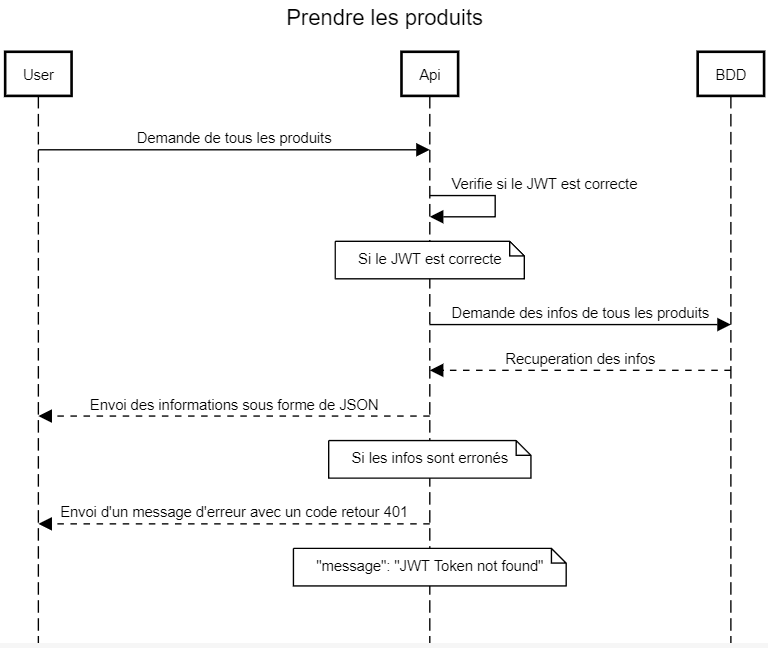 Prendre les produits
User
Api
BDD
Demande de tous les produits
Verifie si le JWT est correcte
Si le JWT est correcte
Demande des infos de tous les produits
Recuperation des infos
Envoi des informations sous forme de JSON
Si les infos sont erronés
Envoi d'un message d'erreur avec un code retour 401
"message": "JWT Token not found"